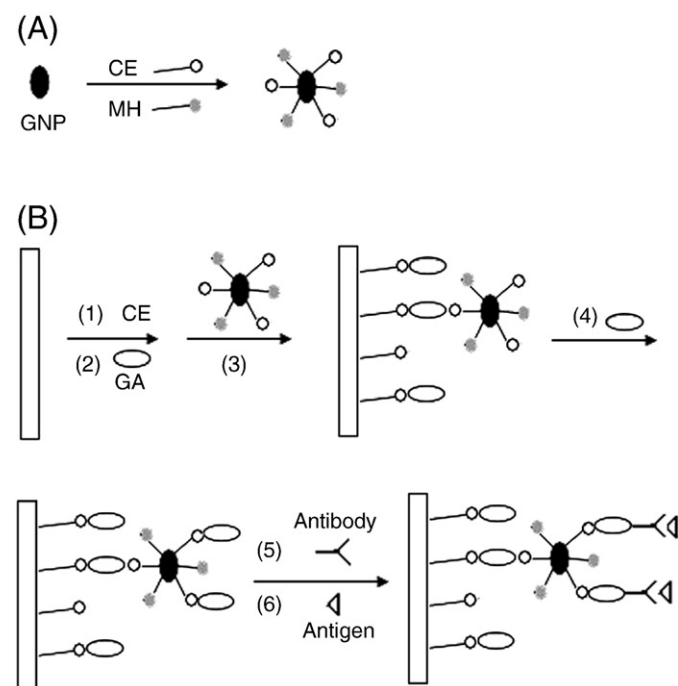 (A)
CE
MH
GNP
(B)
(1) CE
(2)
GA
(3)
(4)
Antibody
(5)
(6)
Antigen